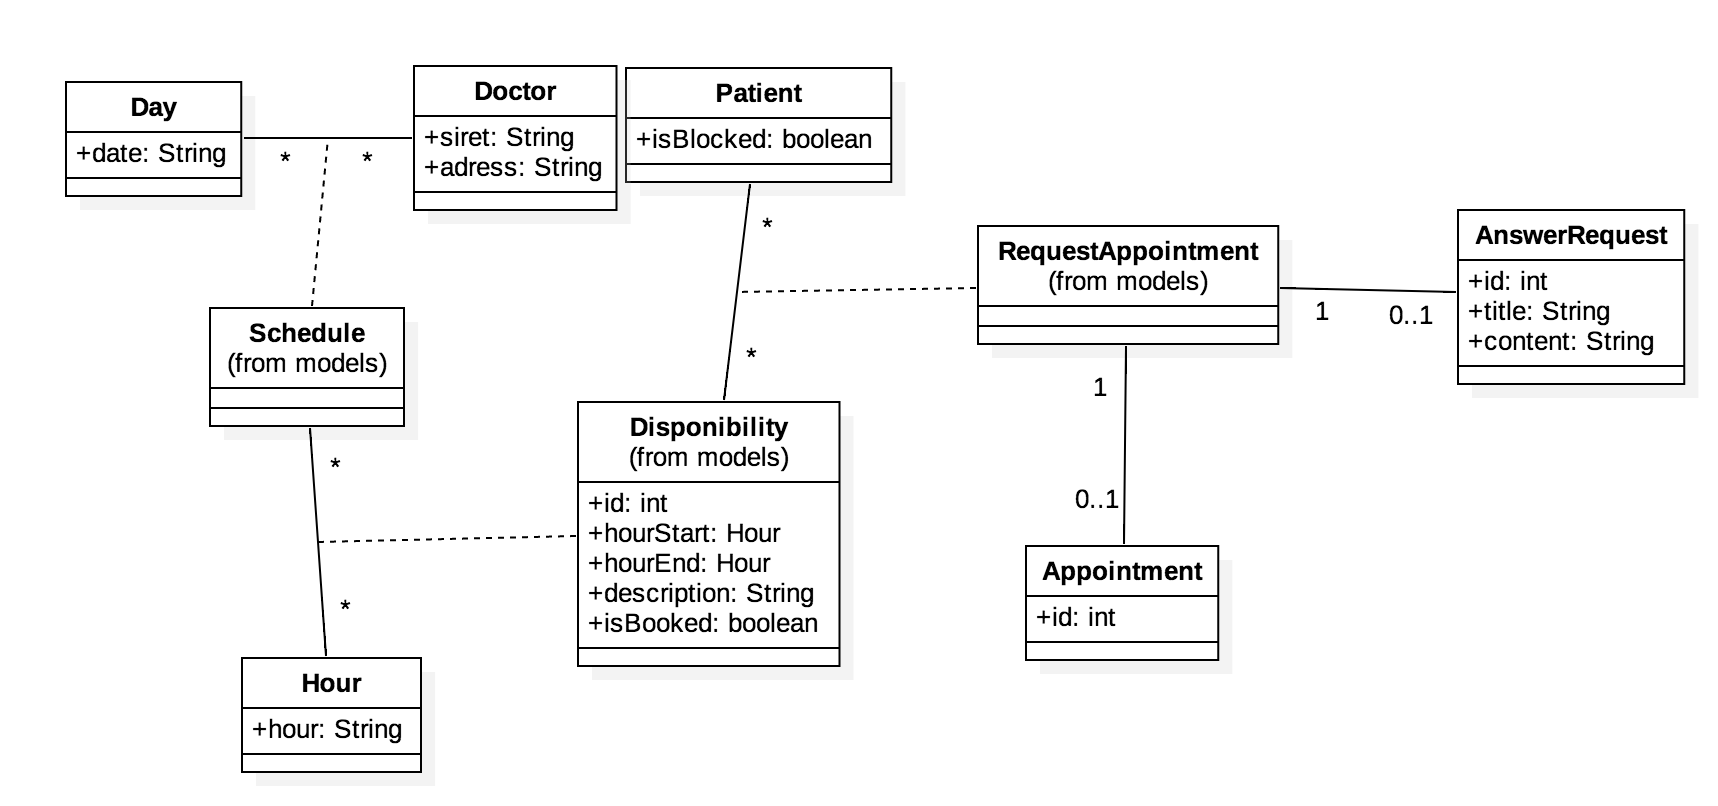 Day
+date: String
*
*
Doctor
+siret: String
+adress: String
Patient
+isBlocked: boolean
*
*
RequestAppointment
(from models)
1
0..1
AnswerRequest
+id: int
+title: String
+content: String
Schedule
(from models)
*
*
Disponibility
(from models)
+id: int
+hourStart: Hour
+hourEnd: Hour
+description: String
+isBooked: boolean
1
0..1
Appointment
+id: int
Hour
+hour: String